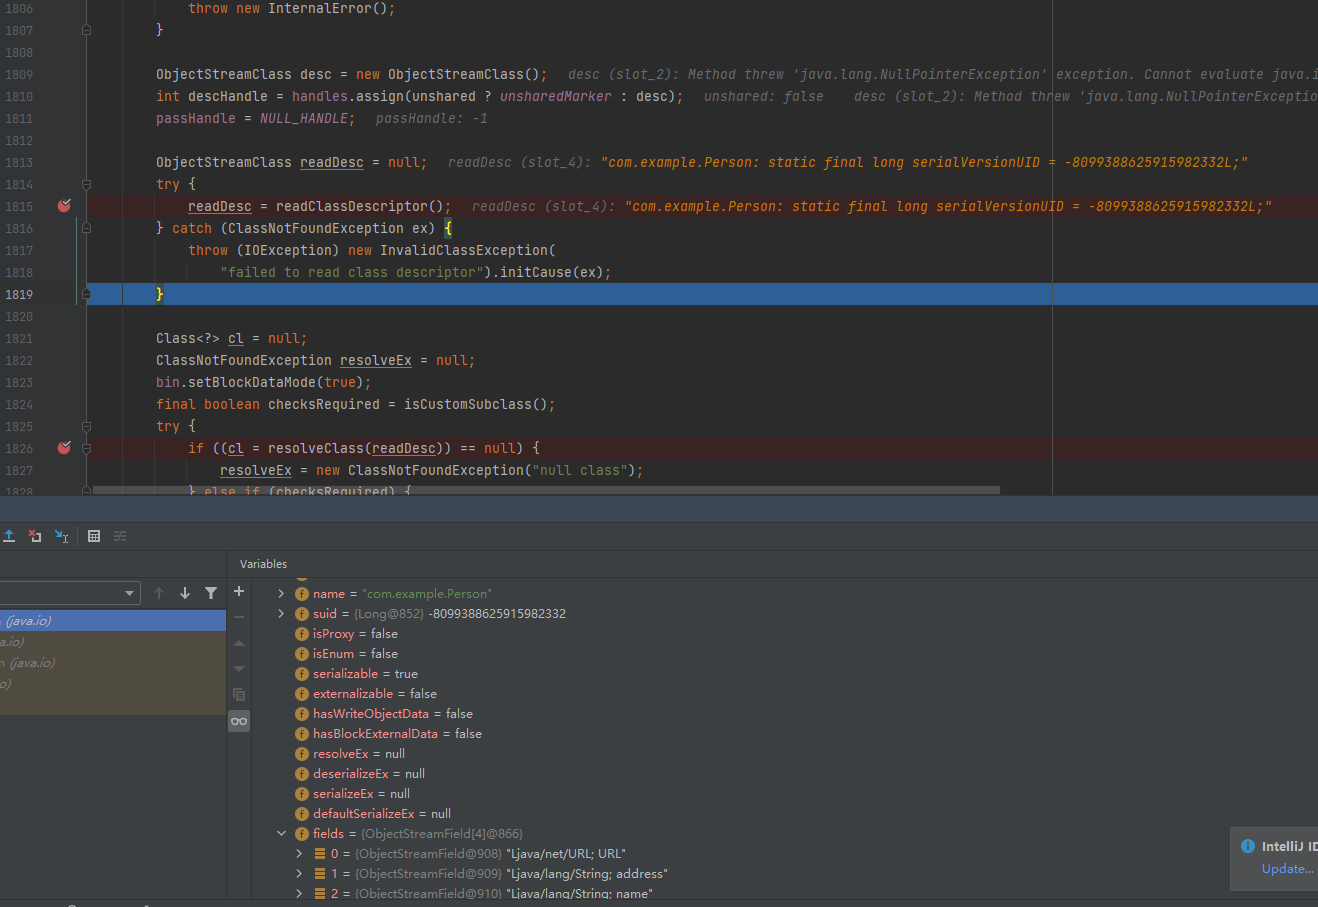 1806 throw new InternalError();
1807 }
1808
1809 ObjectStreamClass desc = new ObjectStreamClass(); desc (slot_2): Method threw 'java.lang.NullPointerException' exception. Cannot evaluate java.i
1810 int descHandle = handles.assign(unshared ? unsharedMarker : desc); unshared: false desc (slot_2): Method threw 'java.lang.NullPointerExceptio
1811 passHandle = NULL_HANDLE; passHandle: -1
1812
1813 ObjectStreamClass readDesc = null; readDesc (slot_4): "com.example.Person: static final long serialVersionUID = -8099388625915982332L;"
1814 try {
1815 readDesc = readClassDescriptor(); readDesc (slot_4): "com.example.Person: static final long serialVersionUID = -8099388625915982332L;"
1816 } catch (ClassNotFoundException ex) {
1817 throw (IOException) new InvalidClassException(
1818 "failed to read class descriptor").initCause(ex);
1819 }
1820
1821 Class<?> cl = null;
1822 ClassNotFoundException resolveEx = null;
1823 bin.setBlockDataMode(true);
1824 final boolean checksRequired = isCustomSubclass();
1825 try {
1826 if ((cl = resolveClass(readDesc)) == null) {
1827 resolveEx = new ClassNotFoundException("null class");
1828 } else if (checksRequired) {
Variables
(java.io)
a.io)
n (java.io)
o)
name = "com.example.Person"
suid = {Long@852} -8099388625915982332
isProxy = false
isEnum = false
serializable = true
externalizable = false
hasWriteObjectData = false
hasBlockExternalData = false
resolveEx = null
deserializeEx = null
serializeEx = null
defaultSerializeEx = null
fields = {ObjectStreamField[4]@866}
0 = {ObjectStreamField@908} "Ljava/net/URL; URL"
1 = {ObjectStreamField@909} "Ljava/lang/String; address"
2 = {ObjectStreamField@910} "Ljava/lang/String; name"
IntelliJ ID
Update...